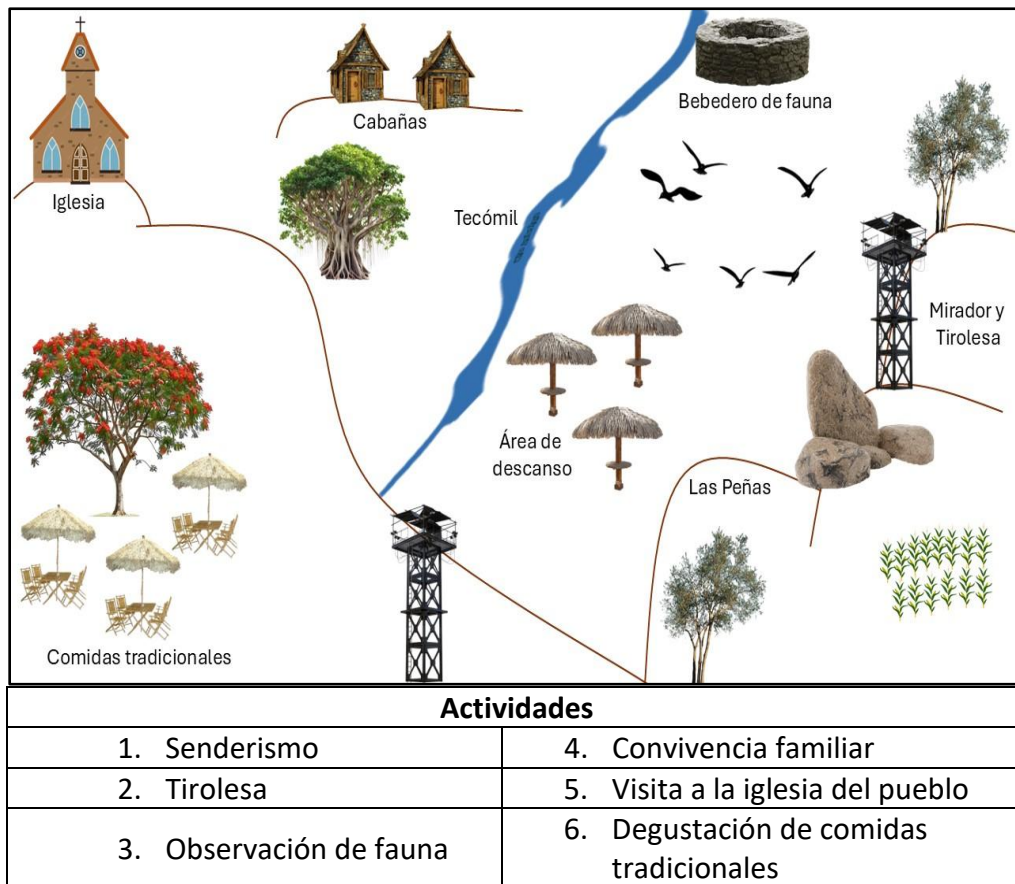 Iglesia
Cabañas
Bebedero de fauna
Tecómil
Mirador y
Tirolesa
Área de
descanso
Las Peñas
Comidas tradicionales
Actividades
1. Senderismo
4. Convivencia familiar
2. Tirolesa
5. Visita a la iglesia del pueblo
3. Observación de fauna
6. Degustación de comidas
tradicionales